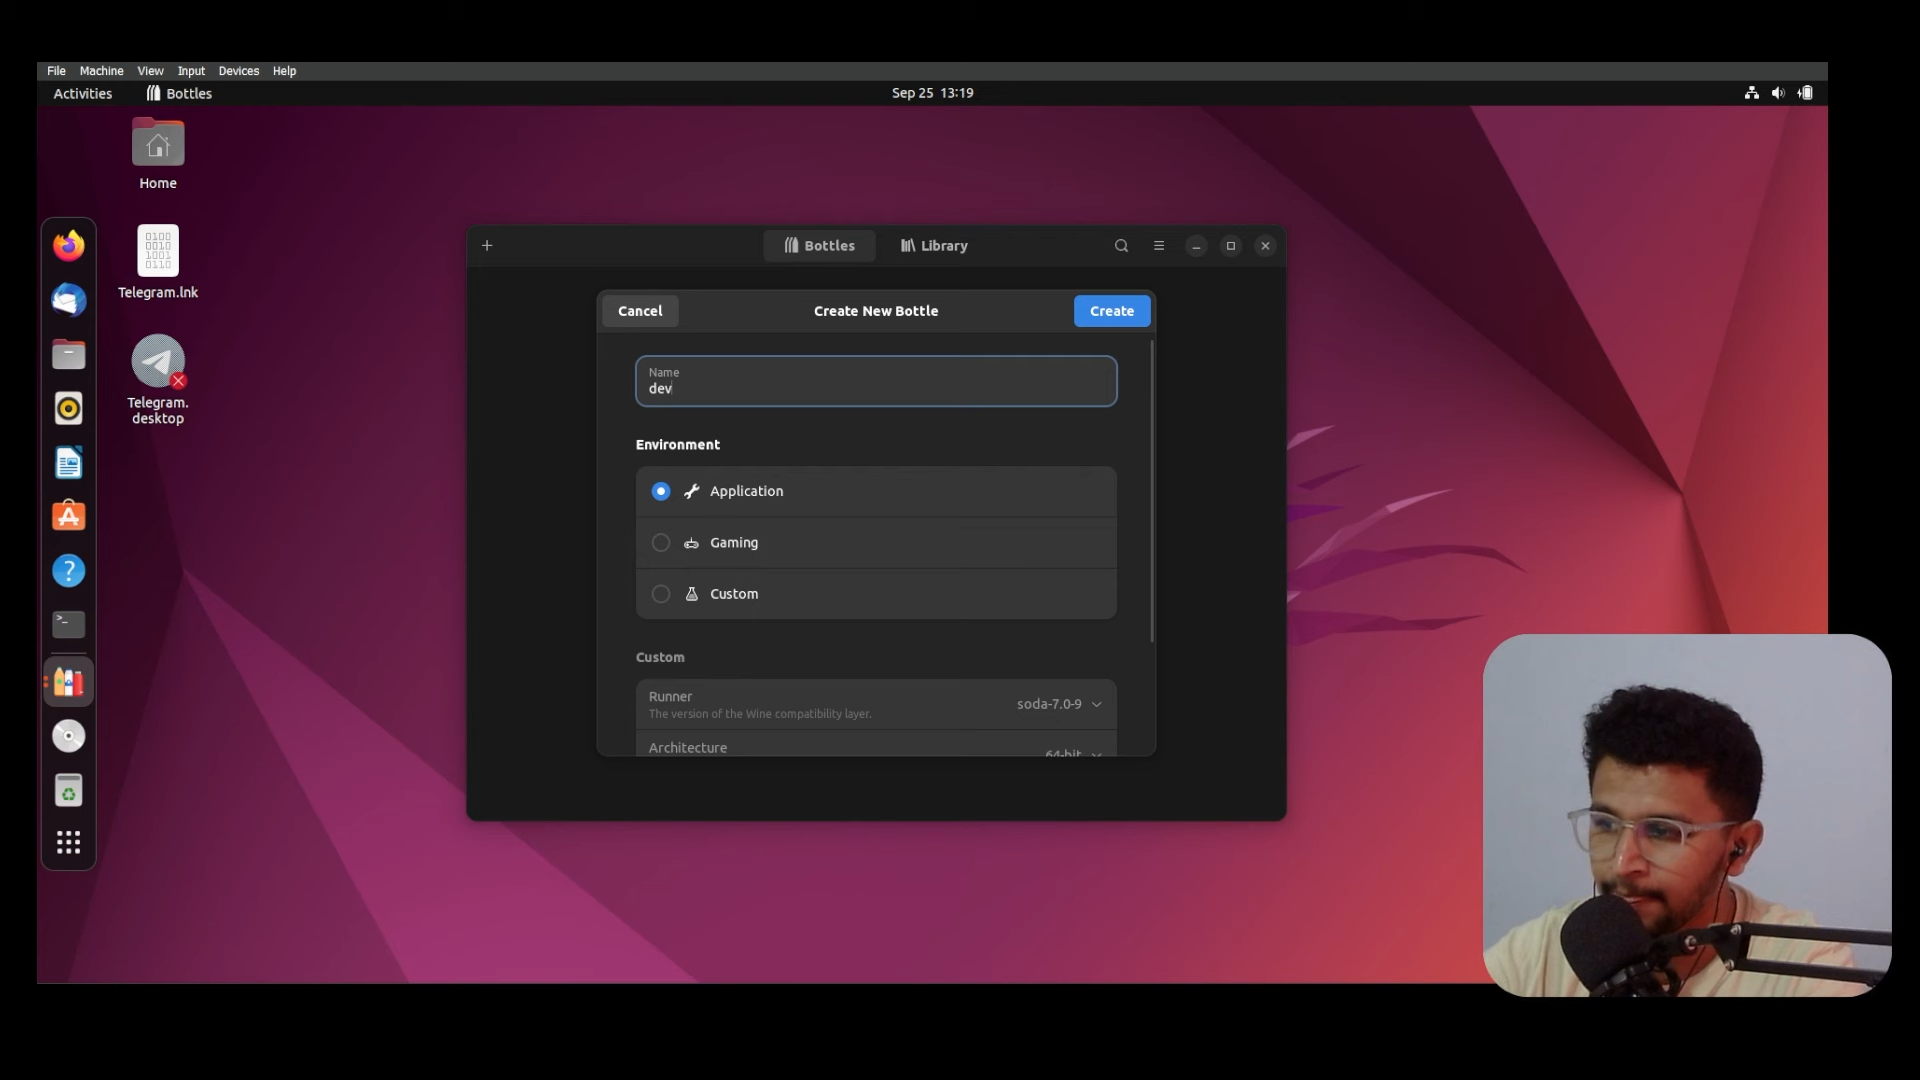 File Machine View Input Devices Help
Activities Bottles Sep 25 13:19
Home
Telegram.lnk
Telegram.
desktop
Bottles Library
Cancel Create New Bottle Create
Name
dev
Environment
Application
Gaming
Custom
Custom
Runner
The version of the Wine compatibility layer.
soda-7.0-9
Architecture
64-bit